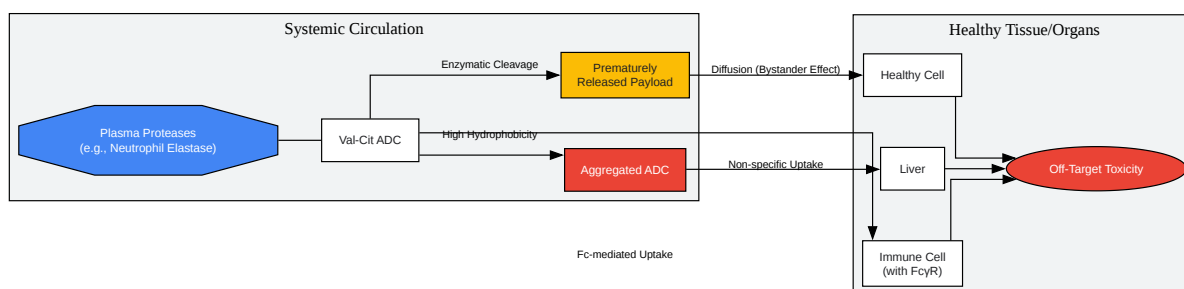 Systemic Circulation
Healthy Tissue/Organs
Enzymatic Cleavage
Prematurely
Released Payload
Diffusion (Bystander Effect)
Healthy Cell
Plasma Proteases
(e.g., Neutrophil Elastase)
Val-Cit ADC
High Hydrophobicity
Aggregated ADC
Non-specific Uptake
Liver
Off-Target Toxicity
Fc-mediated Uptake
Immune Cell
(with FcγR)